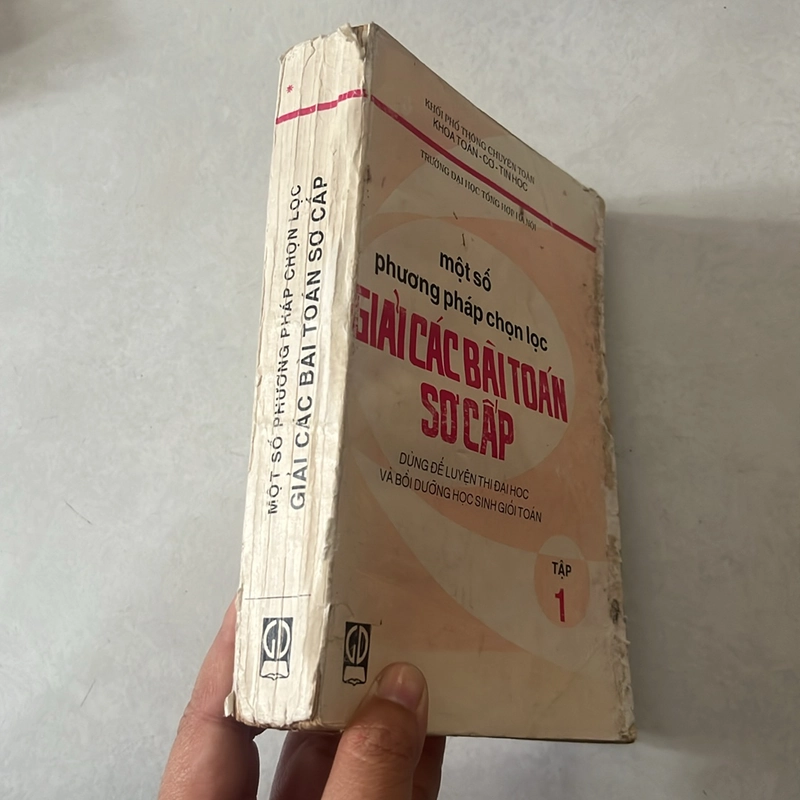 *
MỘT SỐ PHƯƠNG PHÁP CHỌN LỌC
GIẢI CÁC BÀI TOÁN SƠ CẤP
GD
KHỐI PHỔ THÔNG CHUYÊN TOÁN
KHOA TOÁN - CƠ - TIN HỌC
TRƯỜNG ĐẠI HỌC TỔNG HỢP HÀ NỘI
một số
phương pháp chọn lọc
GIẢI CÁC BÀI TOÁN
SƠ CẤP
DÙNG ĐỂ LUYỆN THI ĐẠI HỌC
VÀ BỒI DƯỠNG HỌC SINH GIỎI TOÁN
TẬP
1
GD